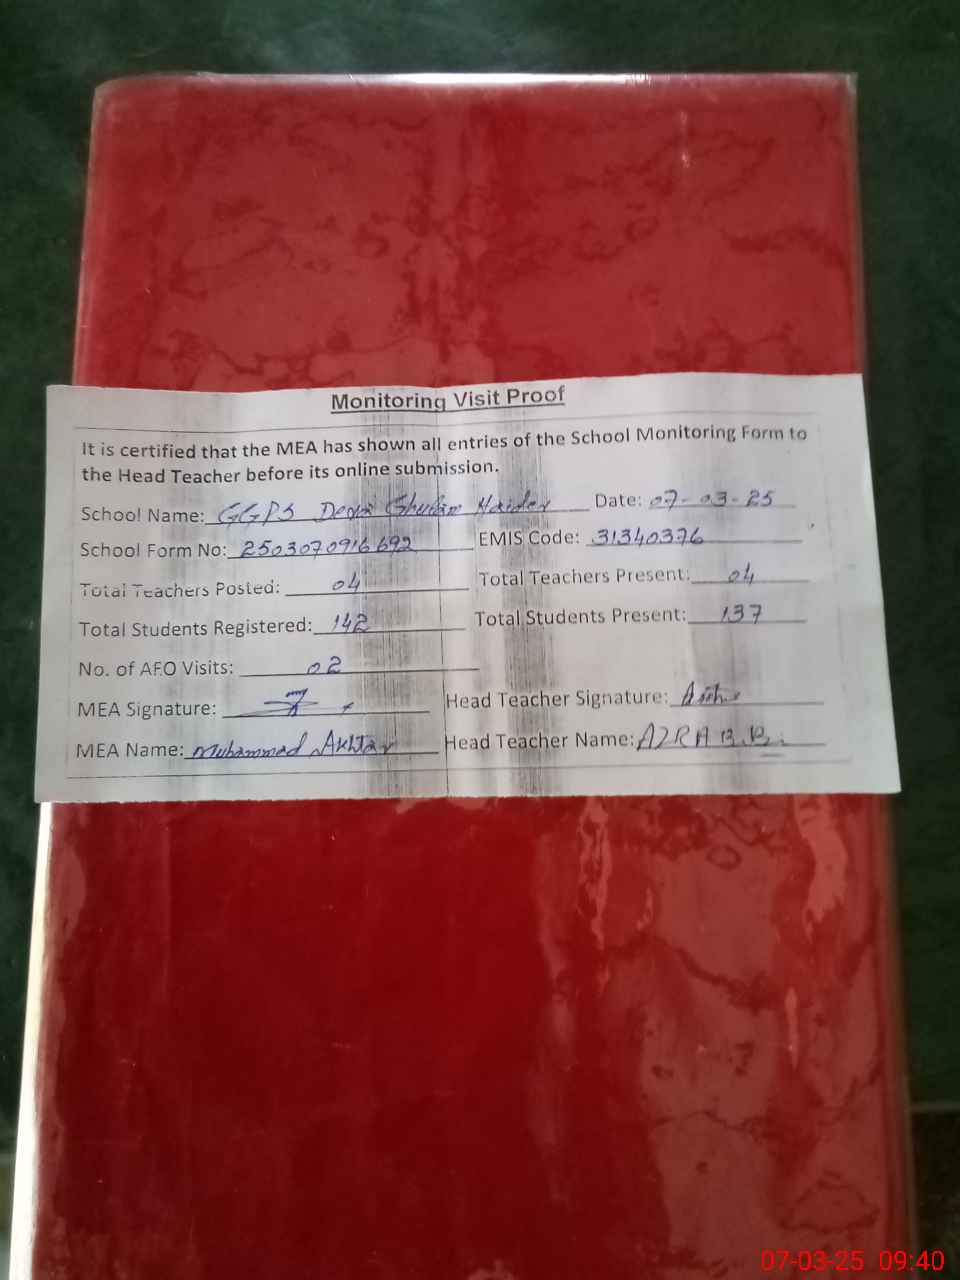 Monitoring Visit Proof
It is certified that the MEA has shown all entries of the School Monitoring Form to
the Head Teacher before its online submission.
School Name: GGPS Ghulam Haider Date: 07-03-25
School Form No: 2503070916692 EMIS Code: 31340376
Total Teachers Posted: 04 Total Teachers Present: 04
Total Students Registered: 142 Total Students Present: 137
No. of AEO Visits: 02
MEA Signature: Head Teacher Signature:
MEA Name: Muhammad Akhtar Head Teacher Name: AZRA BiBi
07-03-25 09:40